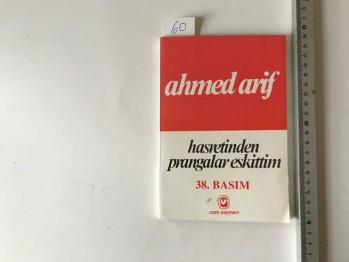 60
ahmed arif
hasretinden
prangalar eskittim
38. BASIM
cem yayınevi